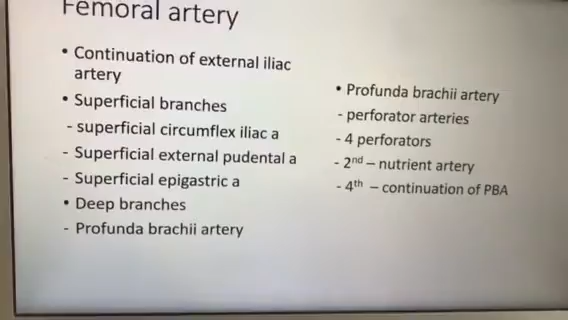 Femoral artery
• Continuation of external iliac
artery
• Superficial branches
- superficial circumflex iliac a
- Superficial external pudental a
- Superficial epigastric a
• Deep branches
- Profunda brachii artery
• Profunda brachii artery
- perforator arteries
- 4 perforators
- 2nd – nutrient artery
- 4th – continuation of PBA